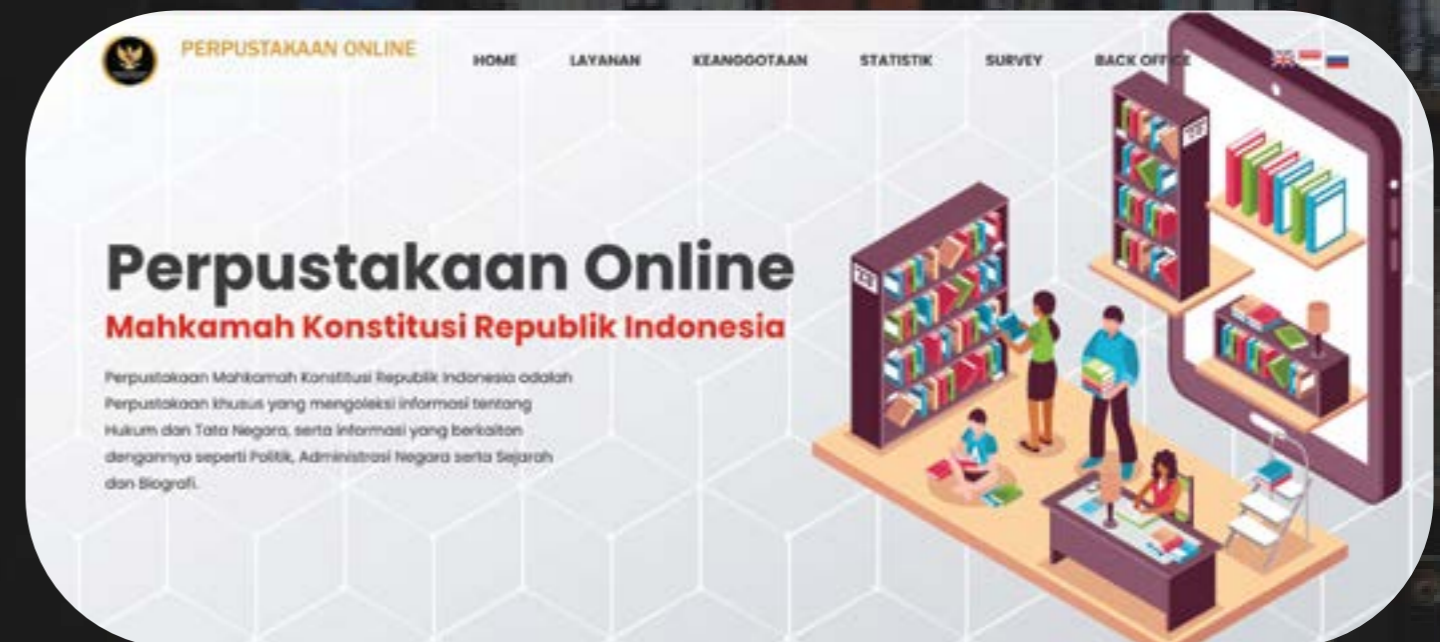 PERPUSTAKAAN ONLINE
HOME LAYANAN KEANGGOTAAN STATISTIK SURVEY BACK OFFICE
Perpustakaan Online
Mahkamah Konstitusi Republik Indonesia
Perpustakaan Mahkamah Konstitusi Republik Indonesia adalah
Perpustakaan khusus yang mengoleksi informasi tentang
Hukum dan Tata Negara, serta informasi yang berkaitan
dengannya seperti Politik, Administrasi Negara serta Sejarah
dan Biografi.